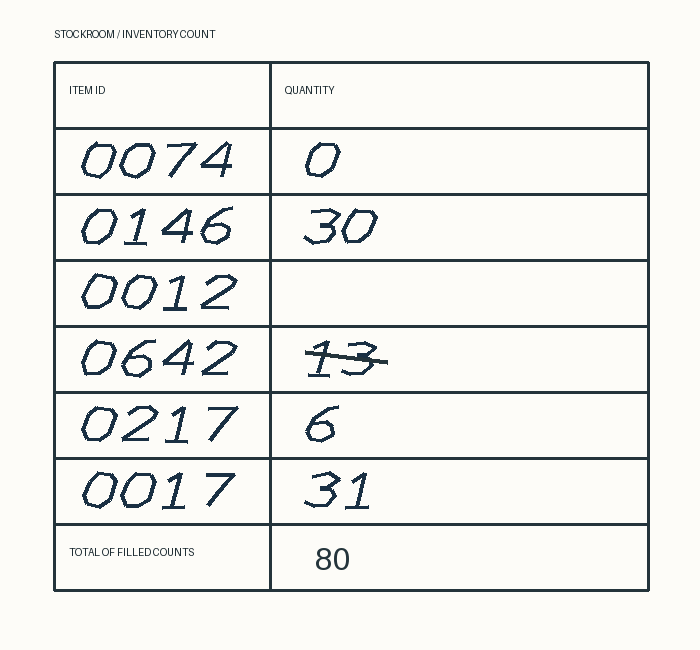 STOCKROOM / INVENTORY COUNT
ITEM ID QUANTITY
0074 0
0146 30
0012
0642 13
0217 6
0017 31
TOTAL OF FILLED COUNTS 80